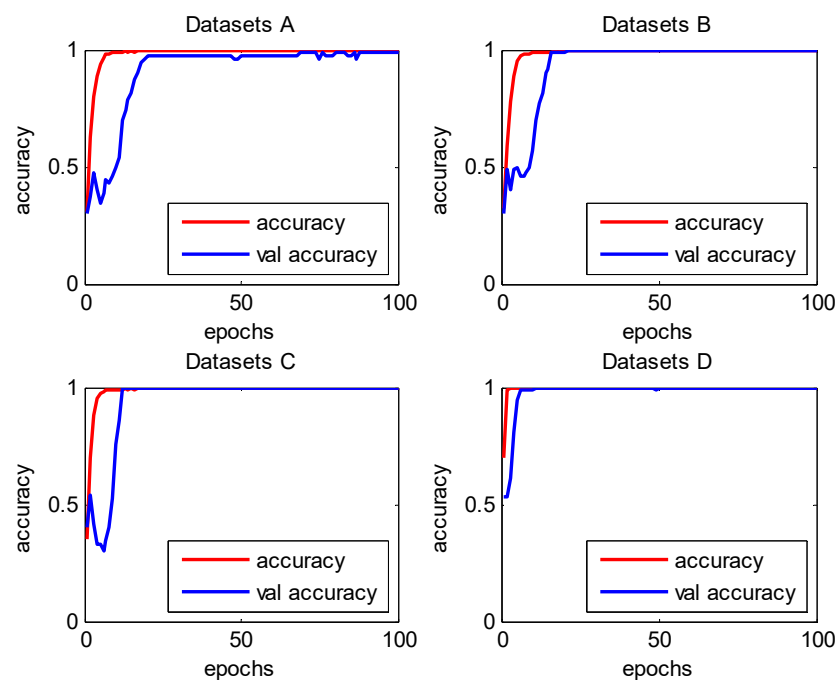 Datasets A
1
0.5
0
accuracy
accuracy
val accuracy
0 50 100
epochs
Datasets B
1
0.5
0
accuracy
accuracy
val accuracy
0 50 100
epochs
Datasets C
1
0.5
0
accuracy
accuracy
val accuracy
0 50 100
epochs
Datasets D
1
0.5
0
accuracy
accuracy
val accuracy
0 50 100
epochs